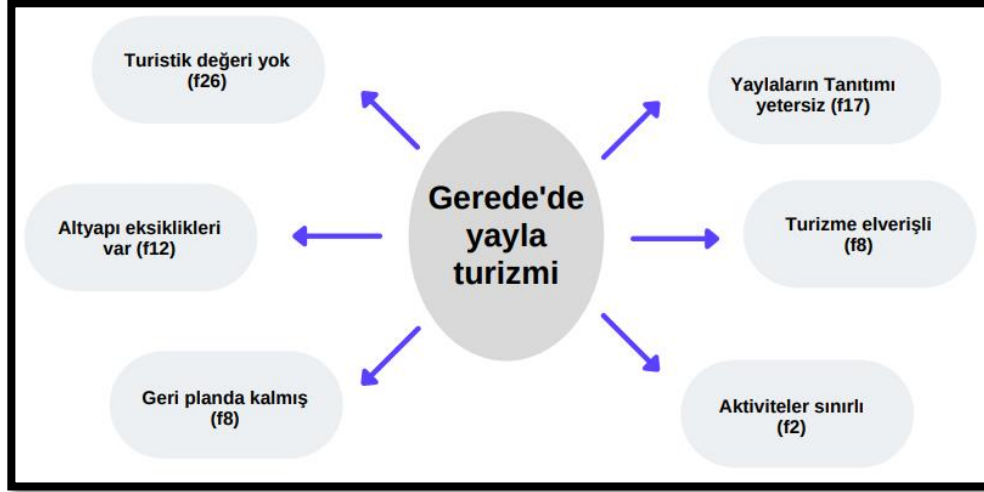 Turistik değeri yok
(f26)
Yaylaların Tanıtımı
yetersiz (f17)
Gerede'de
yayla
turizmi
Altyapı eksiklikleri
var (f12)
Turizme elverişli
(f8)
Geri planda kalmış
(f8)
Aktiviteler sınırlı
(f2)